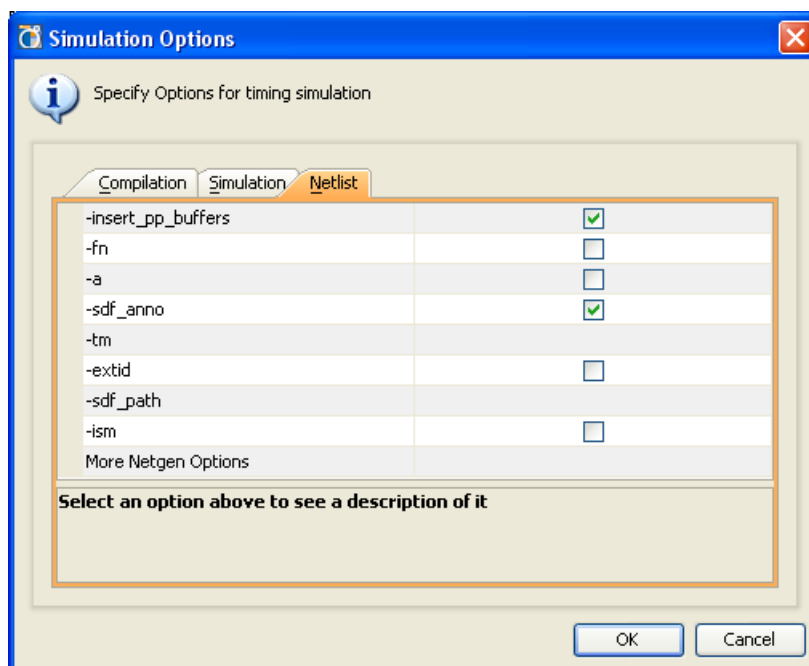 Simulation Options
Specify Options for timing simulation
Compilation Simulation Netlist
-insert_pp_buffers
-fn
-a
-sdf_anno
-tm
-extid
-sdf_path
-ism
More Netgen Options
Select an option above to see a description of it
OK Cancel